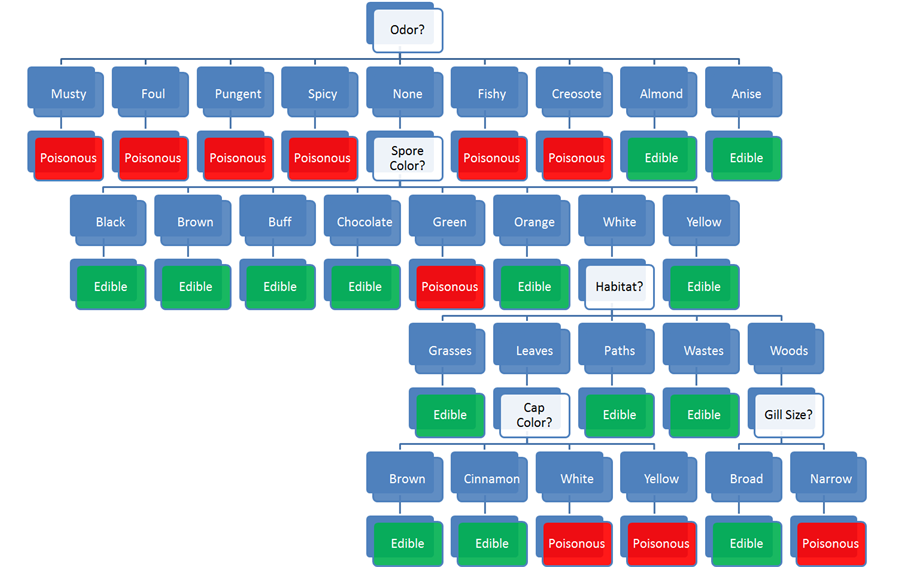 Odor?
Musty Foul Pungent Spicy None Fishy Creosote Almond Anise
Poisonous Poisonous Poisonous Poisonous Spore Color? Poisonous Poisonous Edible Edible
Black Brown Buff Chocolate Green Orange White Yellow
Edible Edible Edible Edible Poisonous Edible Habitat? Edible
Grasses Leaves Paths Wastes Woods
Edible Cap Color? Edible Edible Gill Size?
Brown Cinnamon White Yellow Broad Narrow
Edible Edible Poisonous Poisonous Edible Poisonous